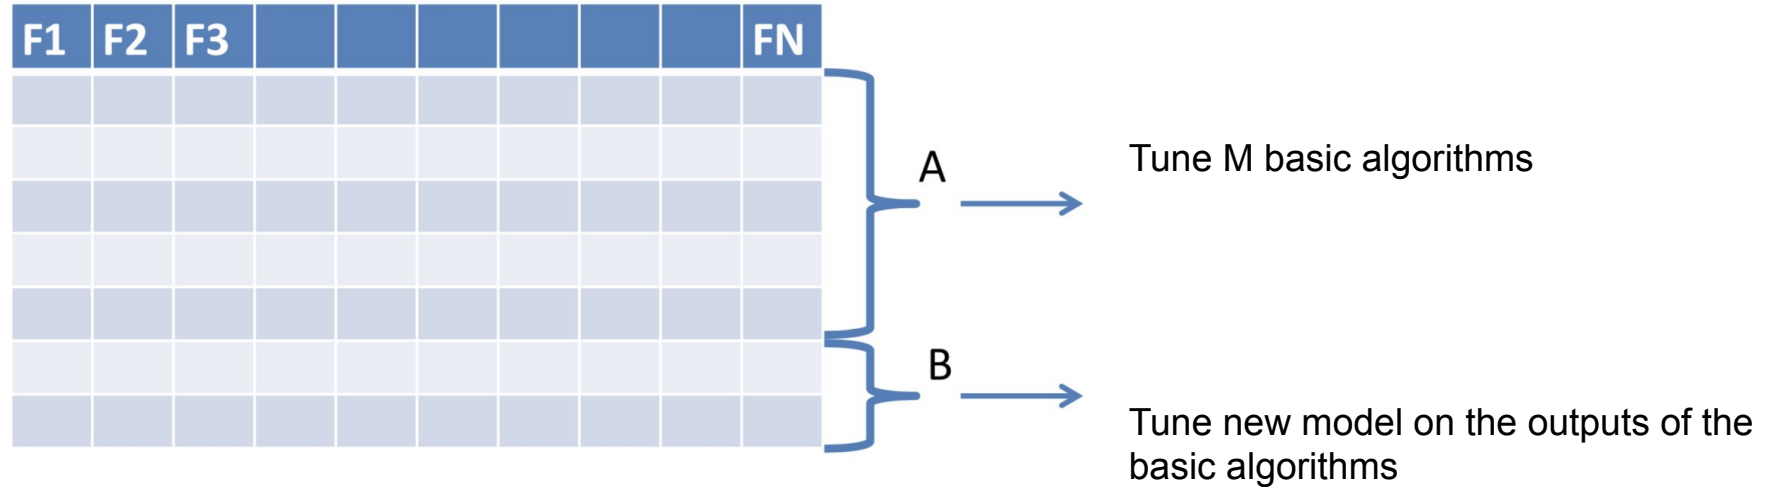 F1 F2 F3 FN
A
Tune M basic algorithms
B
Tune new model on the outputs of the
basic algorithms